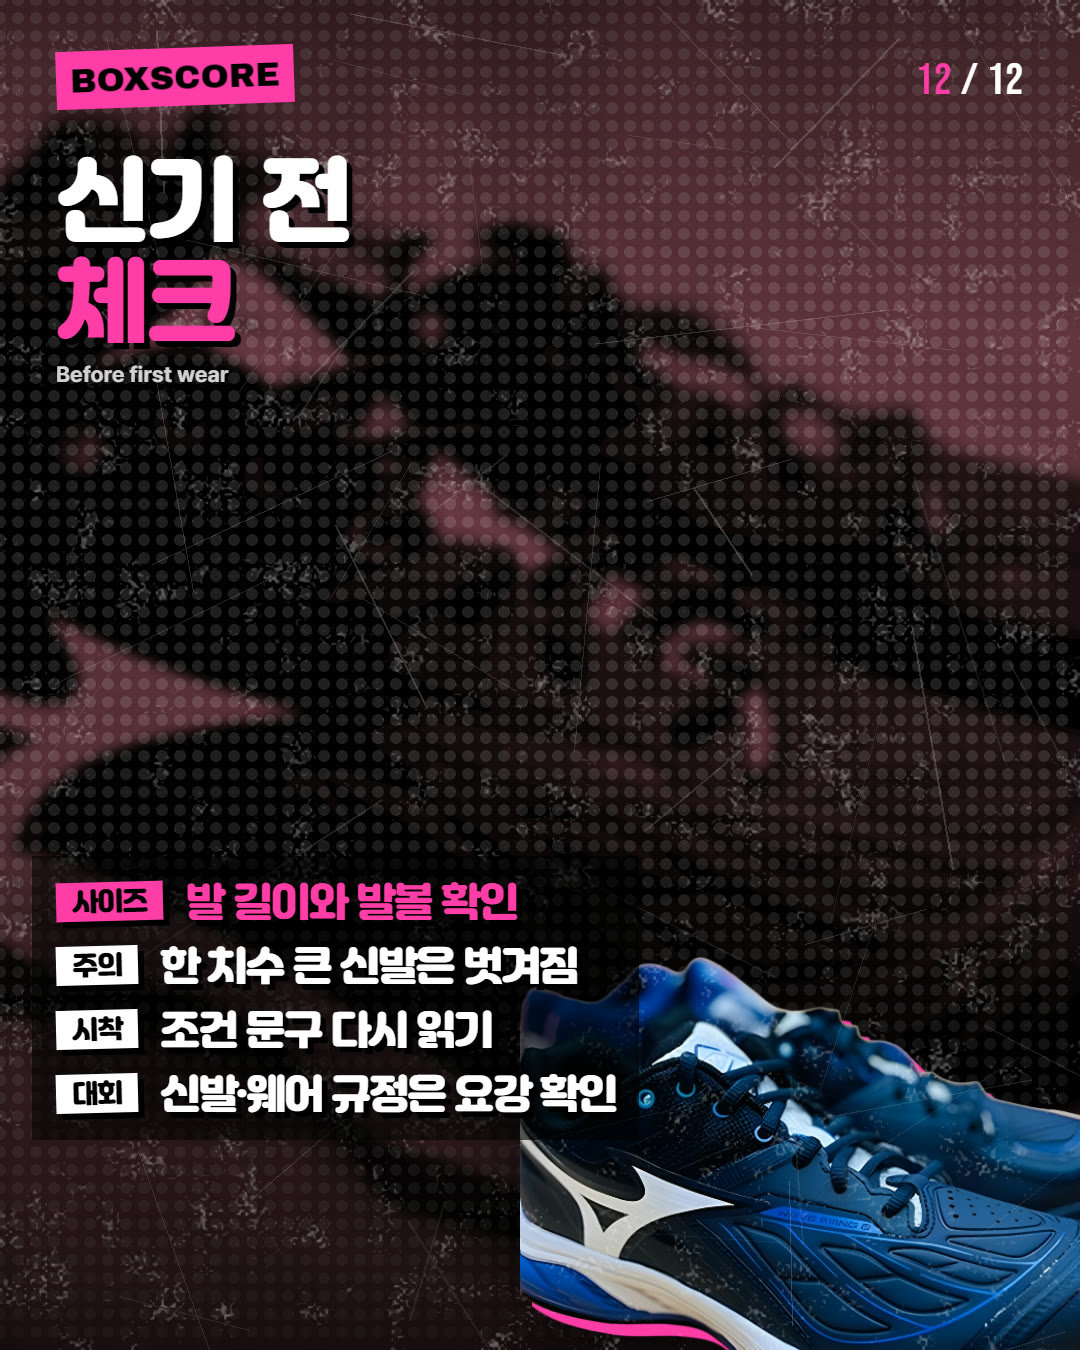 BOXSCORE
12 / 12
신기 전
체크
Before first wear
사이즈 발 길이와 발볼 확인
주의 한 치수 큰 신발은 벗겨짐
시착 조건 문구 다시 읽기
대회 신발·웨어 규정은 요강 확인